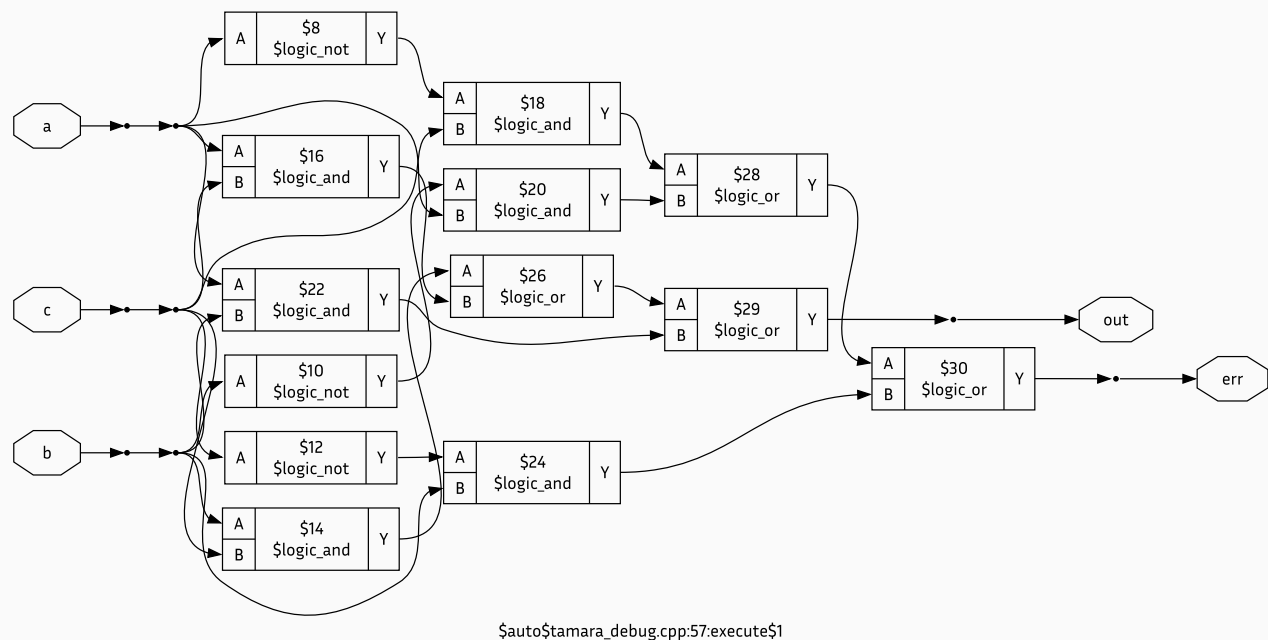 $8
A
Y
$logic_not
$18
A
$logic_and
Y
B
a
$16
A
$logic_and
Y
B
$28
A
$logic_or
Y
B
$20
A
$logic_and
Y
B
$26
A
$logic_or
Y
B
c
$22
A
$logic_and
Y
B
$29
A
$logic_or
Y
B
out
$10
A
Y
$logic_not
$30
A
$logic_or
Y
B
err
b
$12
A
Y
$logic_not
$24
A
$logic_and
Y
B
$14
A
$logic_and
Y
B
$auto$tamara_debug.cpp:57:execute$1